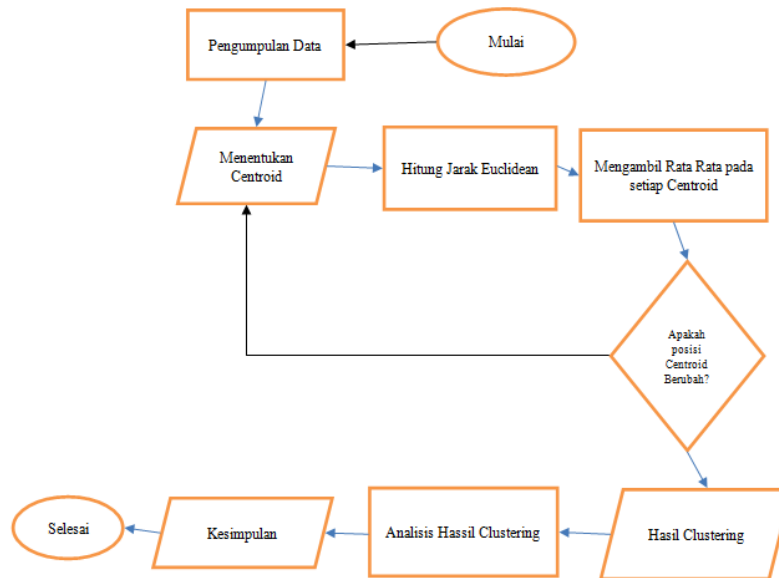 Mulai
Pengumpulan Data
Menentukan
Centroid
Hitung Jarak Euclidean
Mengambil Rata Rata pada
setiap Centroid
Apakah
posisi
Centroid
Berubah?
Hasil Clustering
Analisis Hassil Clustering
Kesimpulan
Selesai